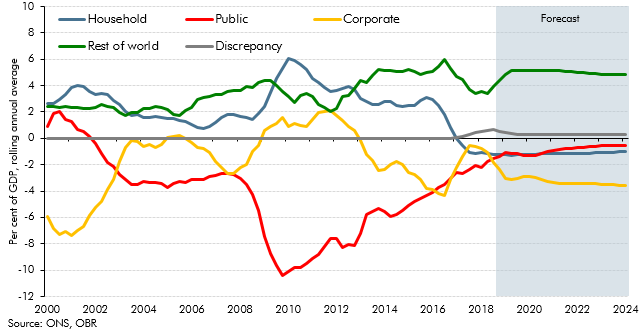 Household Public Corporate
Rest of world Discrepancy
Forecast
Per cent of GDP, rolling annual average
10
8
6
4
2
0
-2
-4
-6
-8
-10
-12
2000 2002 2004 2006 2008 2010 2012 2014 2016 2018 2020 2022 2024
Source: ONS, OBR